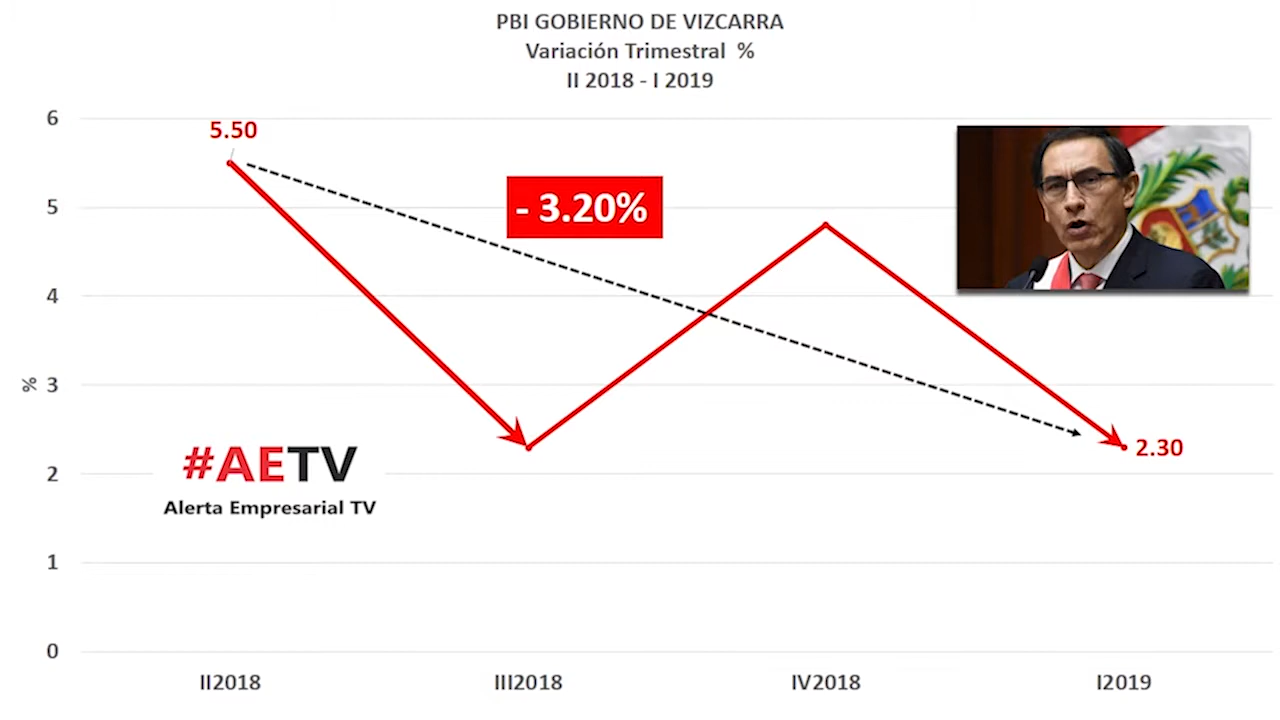 PBI GOBIERNO DE VIZCARRA
Variación Trimestral %
II 2018 - I 2019
6
5.50
- 3.20%
5
4
% 3
#AETV
2.30
2
Alerta Empresarial TV
1
0
II2018 III2018 IV2018 I2019